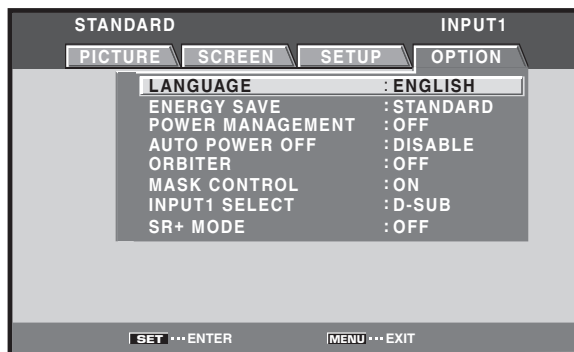 STANDARD INPUT1
PICTURE SCREEN SETUP OPTION
LANGUAGE :ENGLISH
ENERGY SAVE :STANDARD
POWER MANAGEMENT :OFF
AUTO POWER OFF :DISABLE
ORBITER :OFF
MASK CONTROL :ON
INPUT1 SELECT :D-SUB
SR+ MODE :OFF
SET ··· ENTER MENU ··· EXIT